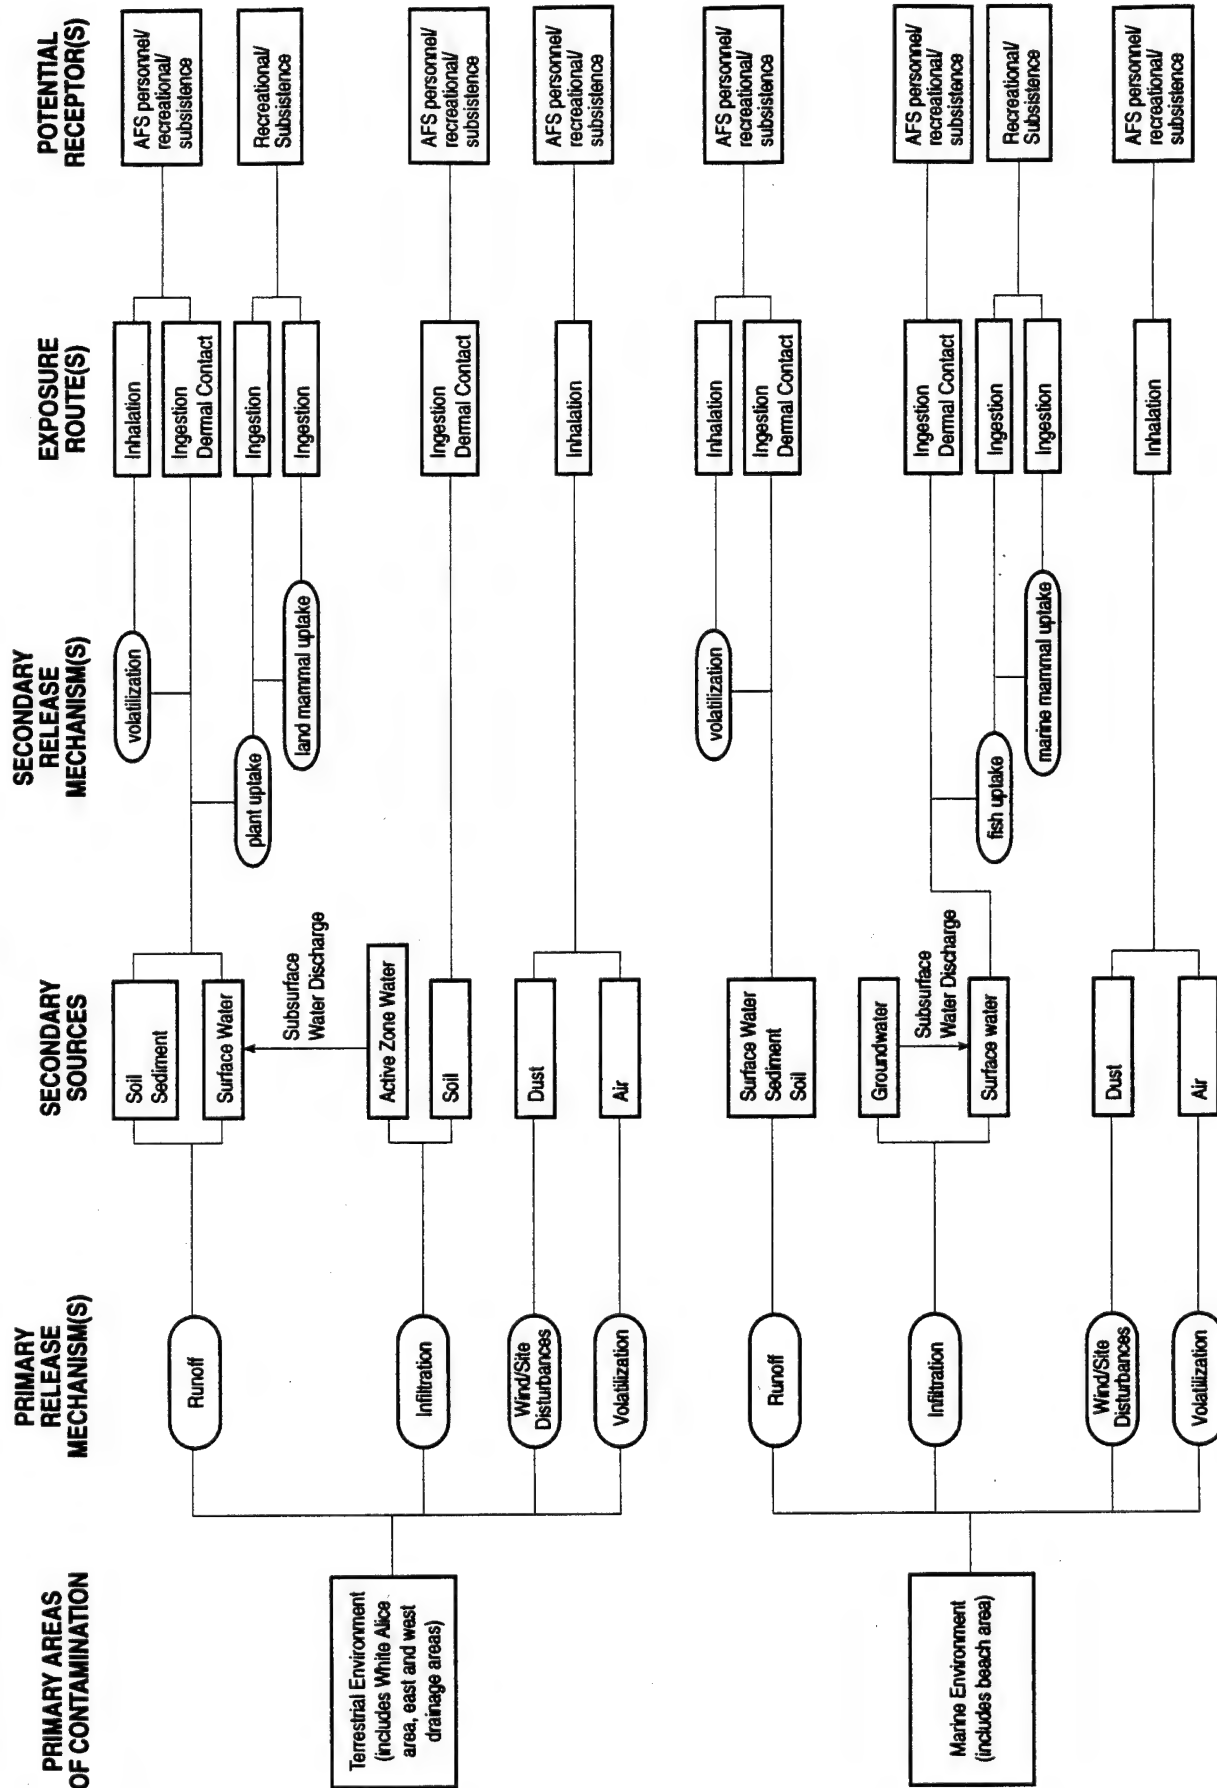 PRIMARY AREAS
OF CONTAMINATION
PRIMARY
RELEASE
MECHANISM(S)
SECONDARY
SOURCES
SECONDARY
RELEASE
MECHANISM(S)
EXPOSURE
ROUTE(S)
POTENTIAL
RECEPTOR(S)
Terrestrial Environment
(includes White Alice
area, east and west
drainage areas)
Runoff
Soil
Sediment
Surface Water
volatilization
plant uptake
land mammal uptake
Inhalation
Ingestion
Dermal Contact
Ingestion
Ingestion
AFS personnel/
recreational/
subsistence
Recreational/
Subsistence
Subsurface
Water Discharge
Infiltration
Active Zone Water
Soil
Ingestion
Dermal Contact
AFS personnel/
recreational/
subsistence
Wind/Site
Disturbances
Dust
Volatilization
Air
Inhalation
AFS personnel/
recreational/
subsistence
Marine Environment
(includes beach area)
Runoff
Surface Water
Sediment
Soil
volatilization
Inhalation
Ingestion
Dermal Contact
AFS personnel/
recreational/
subsistence
Infiltration
Groundwater
Subsurface
Water Discharge
Surface water
fish uptake
marine mammal uptake
Ingestion
Dermal Contact
Ingestion
Ingestion
AFS personnel/
recreational/
subsistence
Recreational/
Subsistence
Wind/Site
Disturbances
Dust
Volatilization
Air
Inhalation
AFS personnel/
recreational/
subsistence